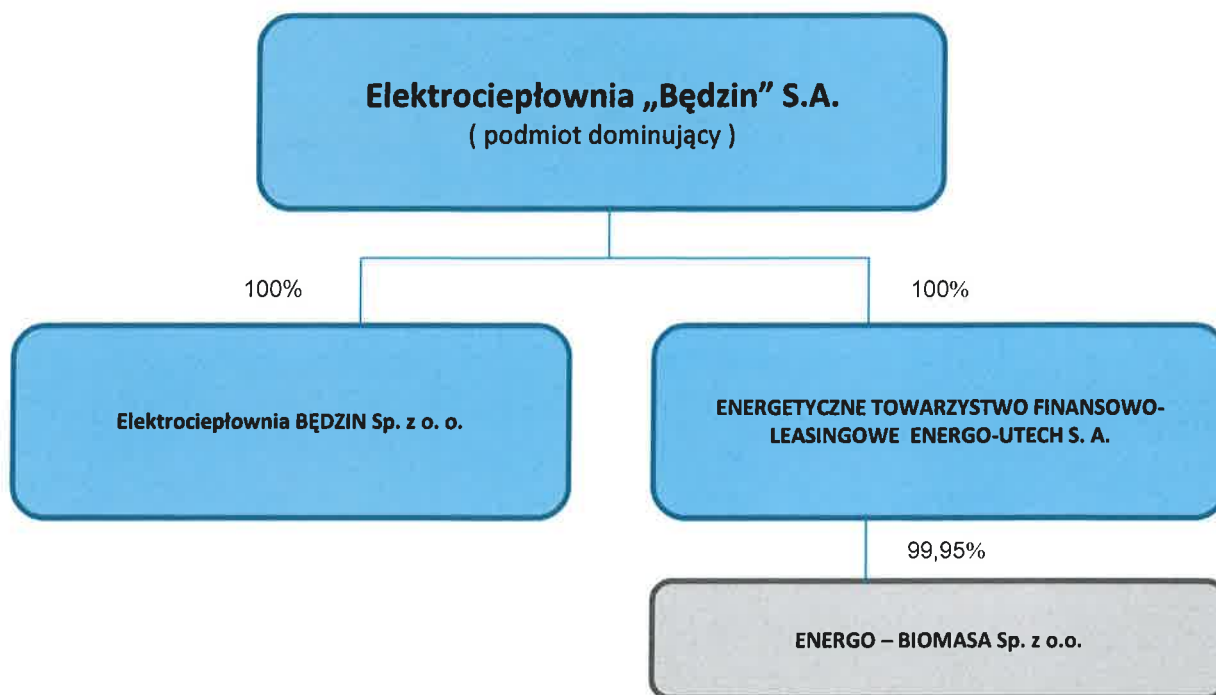 Elektrociepłownia „Będzin” S.A.
( podmiot dominujący )
100%
100%
Elektrociepłownia BĘDZIN Sp. z o. o.
ENERGETYCZNE TOWARZYSTWO FINANSOWO-
LEASINGOWE ENERGO-UTECH S. A.
99,95%
ENERGO – BIOMASA Sp. z o.o.